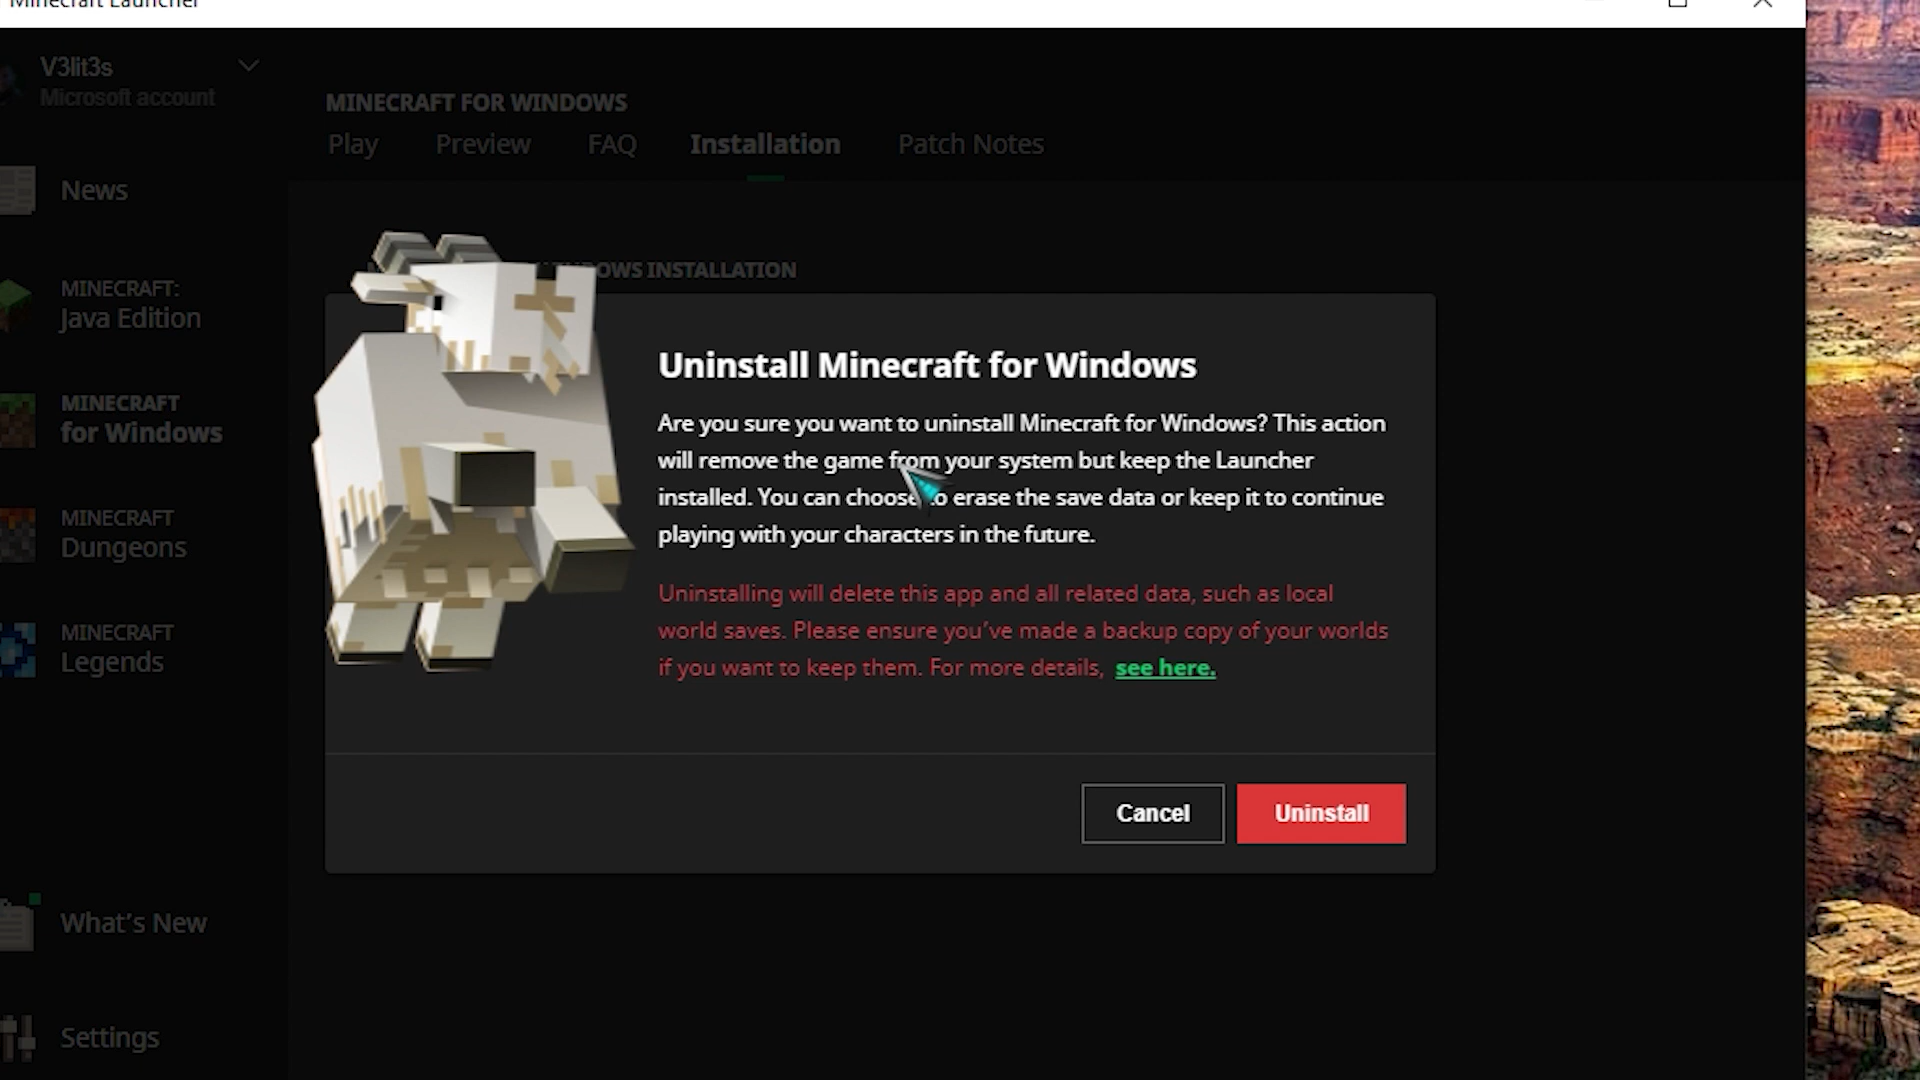 Minecraft Launcher
V3lit3s
Microsoft account
MINECRAFT FOR WINDOWS
Play Preview FAQ Installation Patch Notes
News
OWS INSTALLATION
MINECRAFT:
Java Edition
MINECRAFT
for Windows
MINECRAFT
Dungeons
MINECRAFT
Legends
What's New
Settings
Uninstall Minecraft for Windows
Are you sure you want to uninstall Minecraft for Windows? This action
will remove the game from your system but keep the Launcher
installed. You can choose to erase the save data or keep it to continue
playing with your characters in the future.
Uninstalling will delete this app and all related data, such as local
world saves. Please ensure you've made a backup copy of your worlds
if you want to keep them. For more details, see here.
Cancel Uninstall